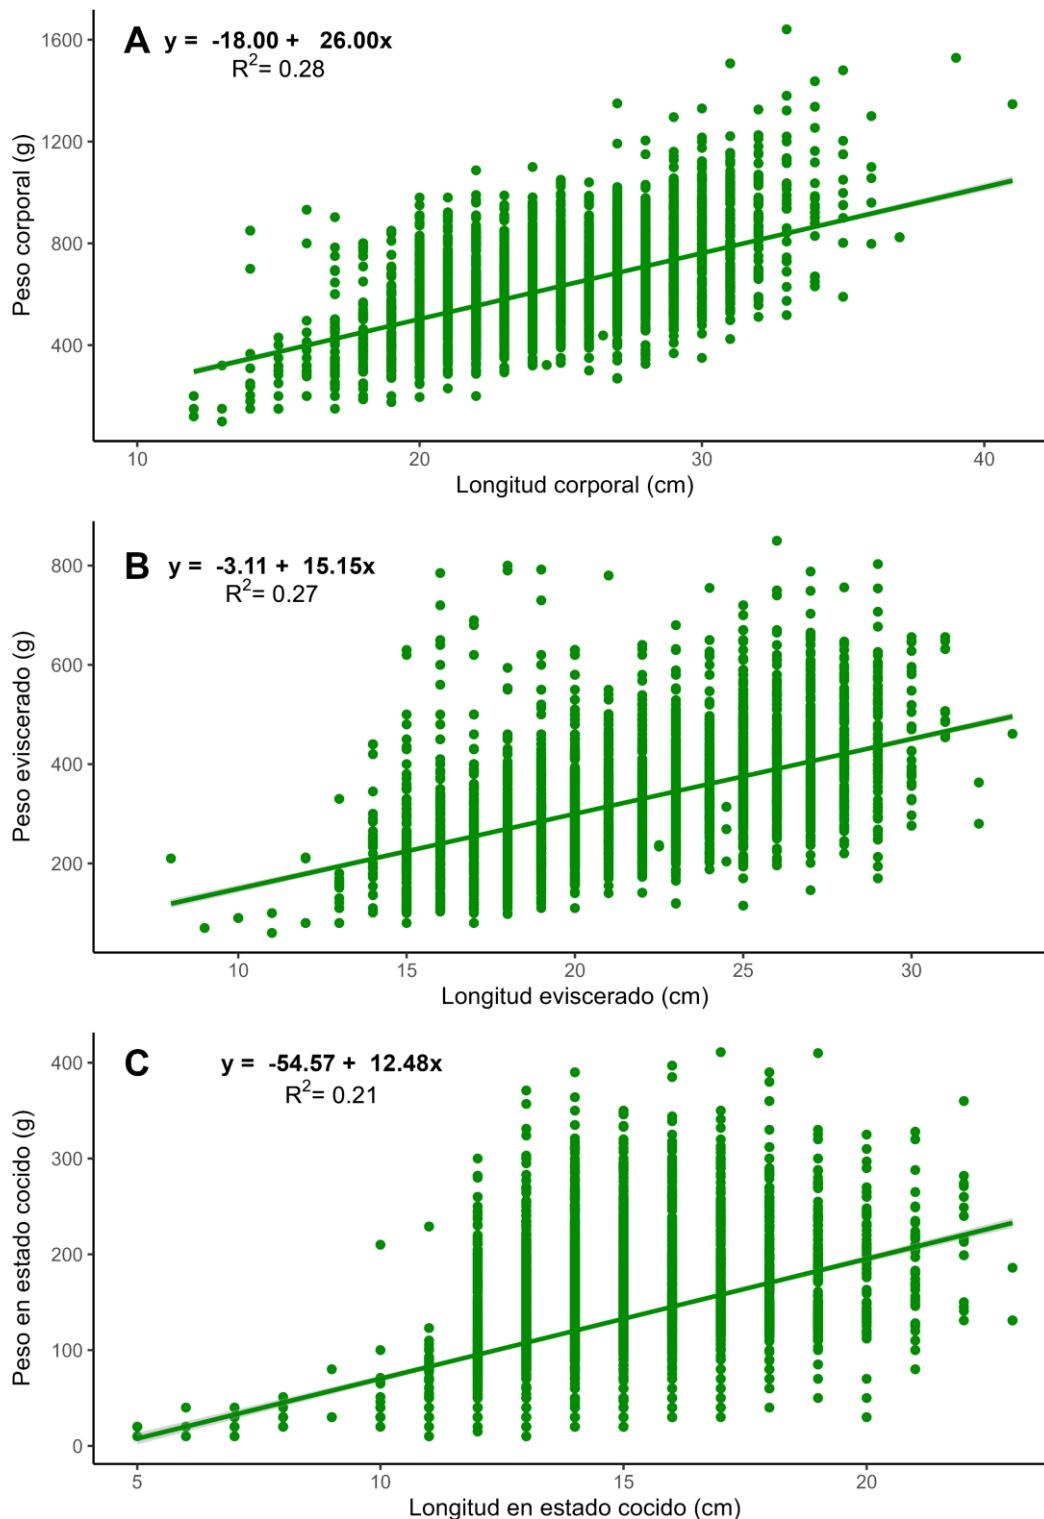 A y = -18.00 + 26.00x
R²= 0.28
1600
1200
800
400
Peso corporal (g)
10 20 30 40
Longitud corporal (cm)
B y = -3.11 + 15.15x
R²= 0.27
800
600
400
200
Peso eviscerado (g)
10 15 20 25 30
Longitud eviscerado (cm)
C y = -54.57 + 12.48x
R²= 0.21
400
300
200
100
0
Peso en estado cocido (g)
5 10 15 20
Longitud en estado cocido (cm)